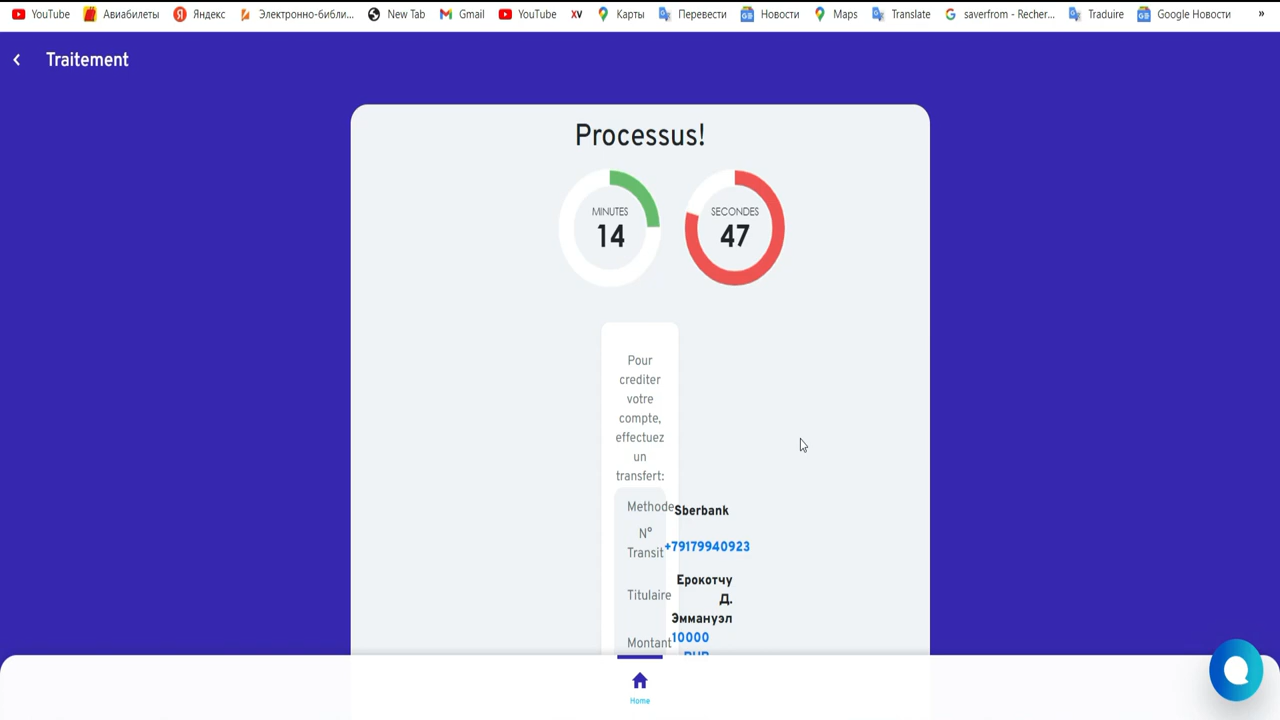 YouTube Авиабилеты Яндекс Электронно-библи... New Tab Gmail YouTube XV Карты Перевести Новости Maps Translate saverfrom - Recher... Traduire Google Новости »
Traitement
Processus!
MINUTES
14
SECONDES
47
Pour
crediter
votre
compte,
effectuez
un
transfert:
Methode Sberbank
N°
Transit +79179940923
Titulaire Ерокотчу
Д.
Эммануэл
Montant 10000
Home